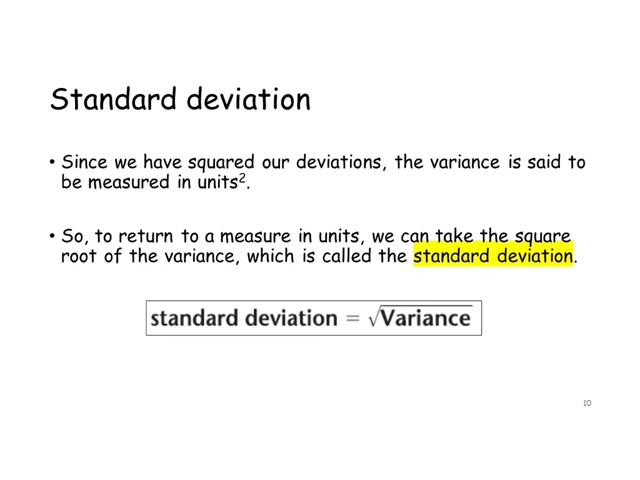 Standard deviation
• Since we have squared our deviations, the variance is said to
be measured in units².
• So, to return to a measure in units, we can take the square
root of the variance, which is called the standard deviation.
standard deviation = √Variance
10